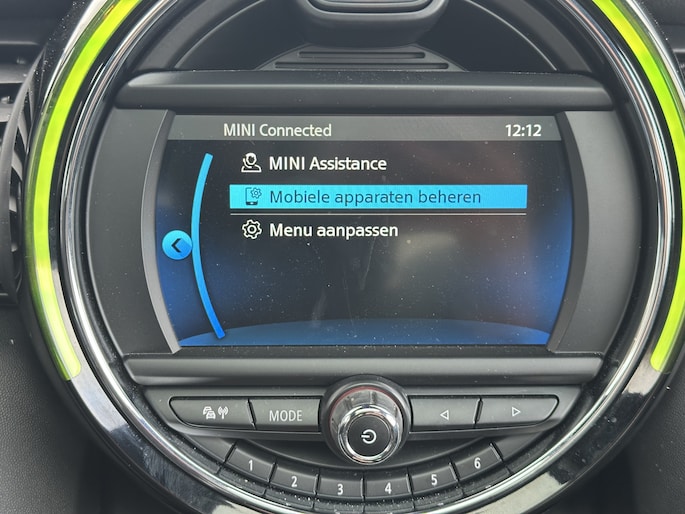 MINI Connected 12:12
MINI Assistance
Mobiele apparaten beheren
Menu aanpassen
MODE
1 2 3 4 5 6